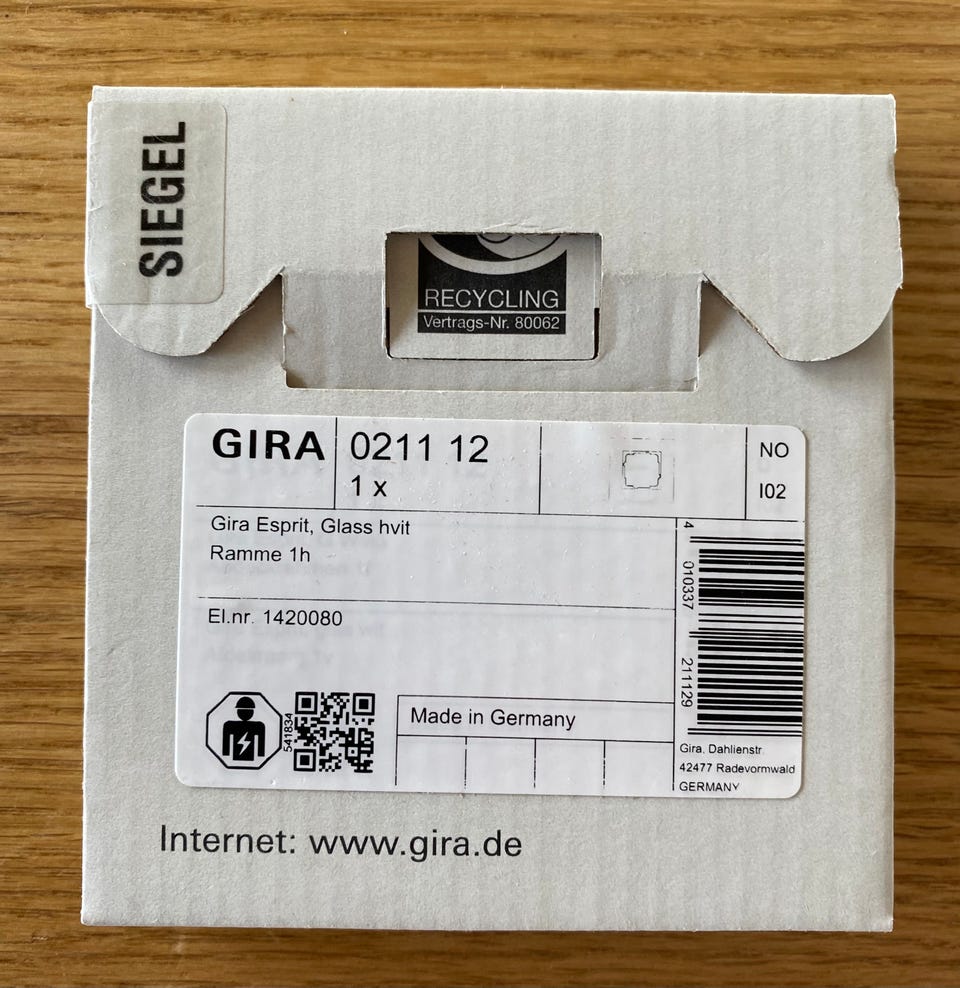 SIEGEL
RECYCLING
Vertrags-Nr. 80062
GIRA
0211 12
1 x
NO
I02
Gira Esprit, Glass hvit
Ramme 1h
El.nr. 1420080
4 010337 211129
541834
Made in Germany
Gira, Dahlienstr.
42477 Radevormwald
GERMANY
Internet: www.gira.de